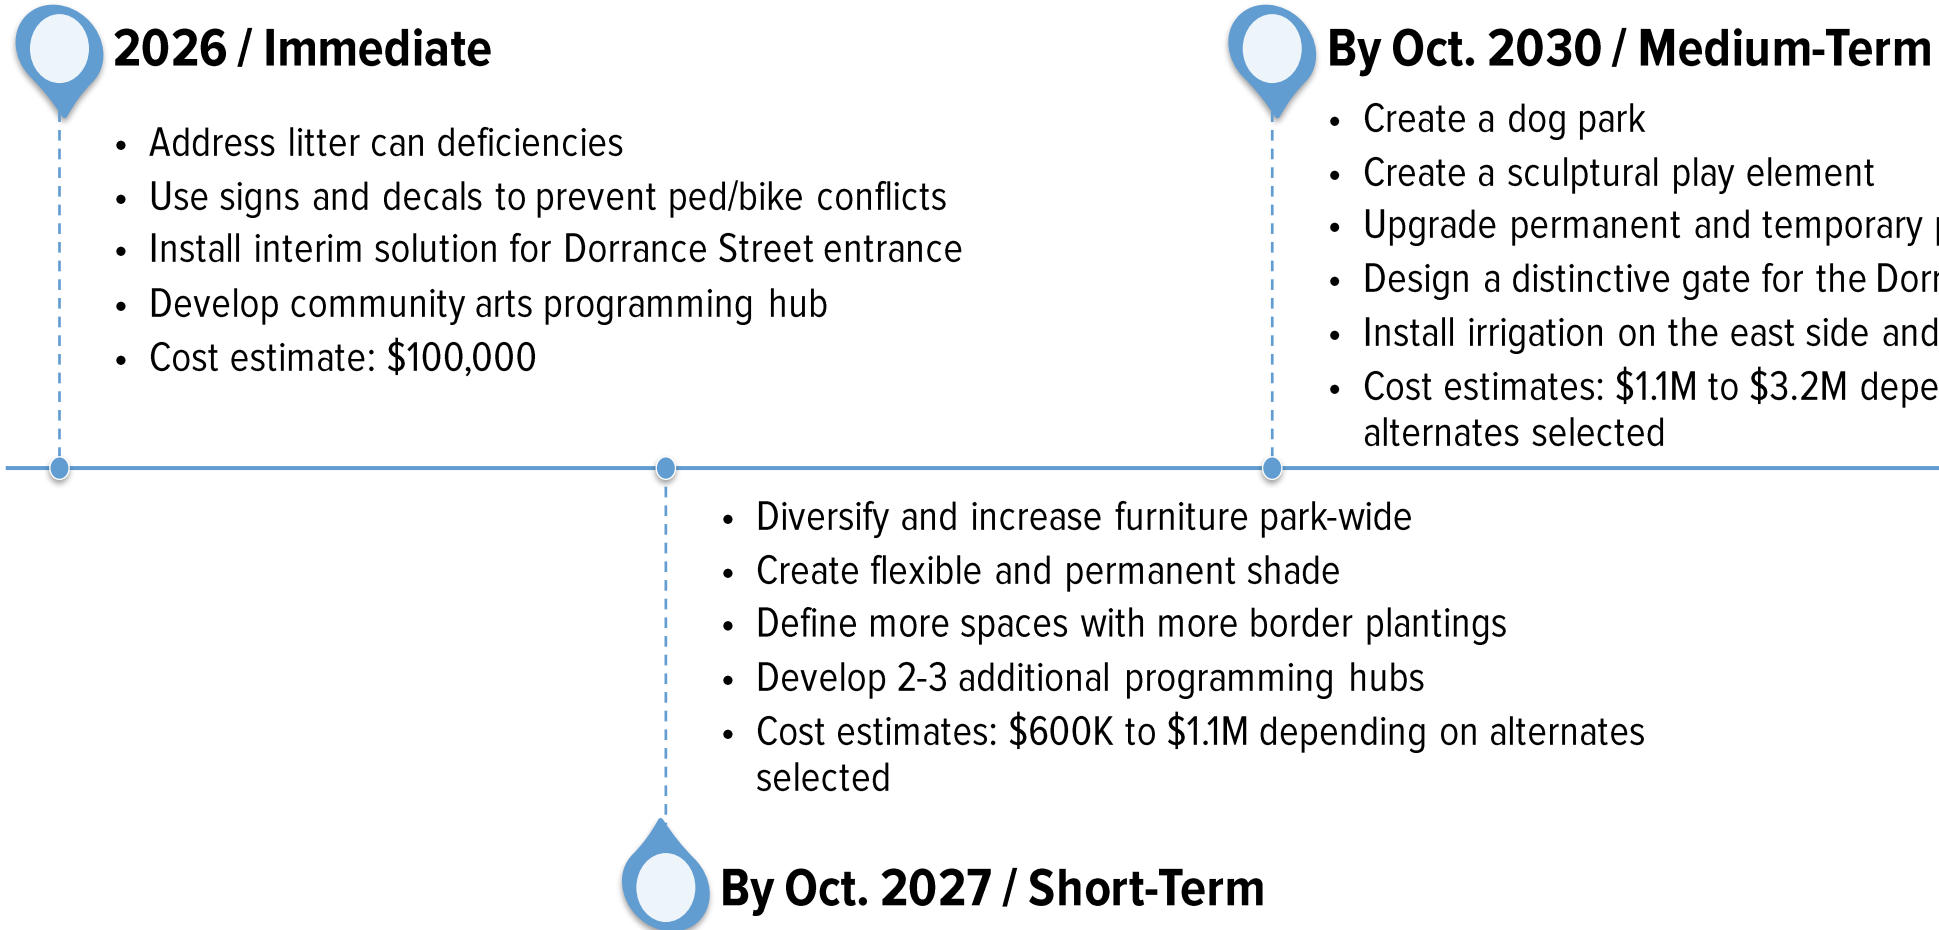 2026 / Immediate
• Address litter can deficiencies
• Use signs and decals to prevent ped/bike conflicts
• Install interim solution for Dorrance Street entrance
• Develop community arts programming hub
• Cost estimate: $100,000
By Oct. 2030 / Medium-Term
• Create a dog park
• Create a sculptural play element
• Upgrade permanent and temporary
• Design a distinctive gate for the
• Install irrigation on the east side and
• Cost estimates: $1.1M to $3.2M
alternates selected
• Diversify and increase furniture park-wide
• Create flexible and permanent shade
• Define more spaces with more border plantings
• Develop 2-3 additional programming hubs
• Cost estimates: $600K to $1.1M depending on alternates
selected
By Oct. 2027 / Short-Term